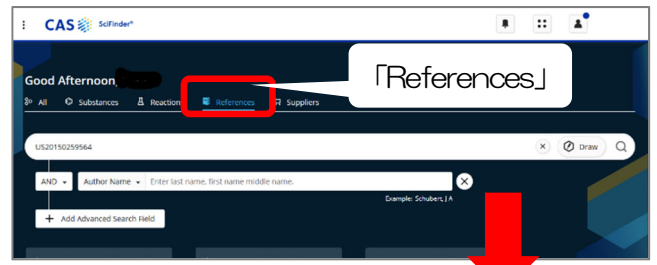 CAS SciFinder®
Good Afternoon,
All Substances Reactions References Suppliers
「References」
US20150259564
Draw
AND Author Name Enter last name, first name middle name.
Example: Schubert, J A
Add Advanced Search Field